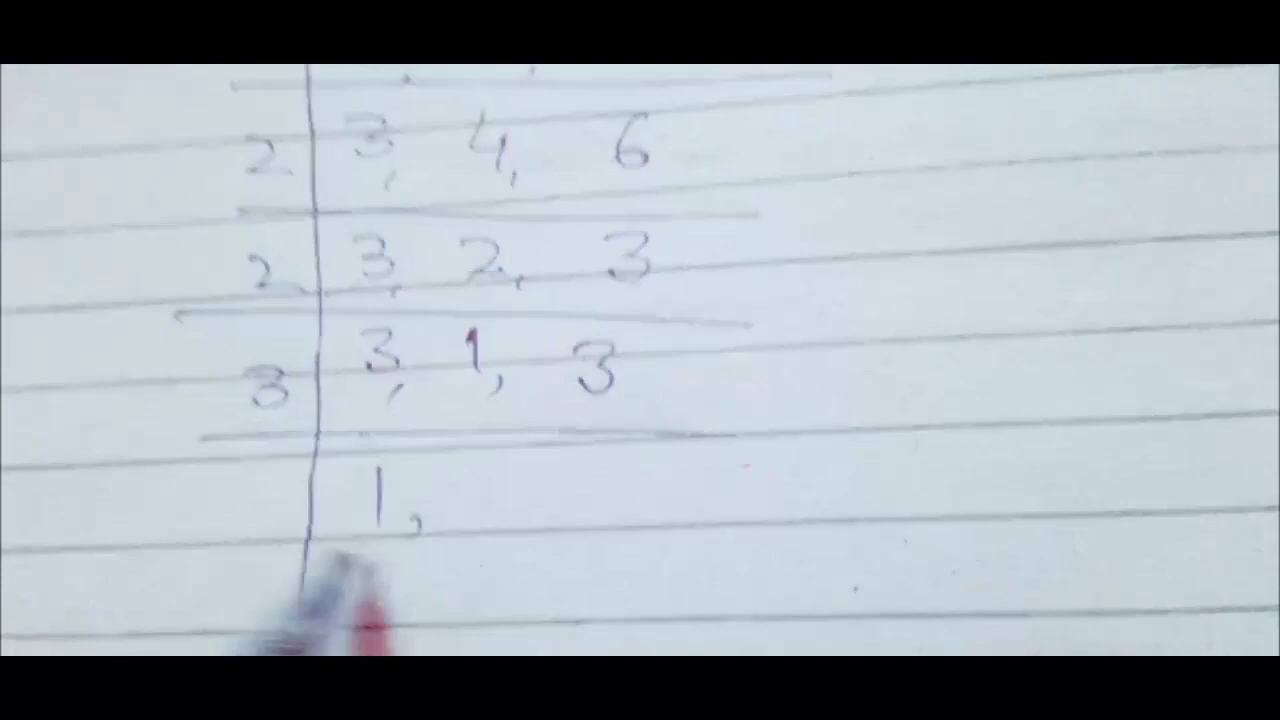 2 3, 4, 6
2 3, 2, 3
3 3, 1, 3
1,